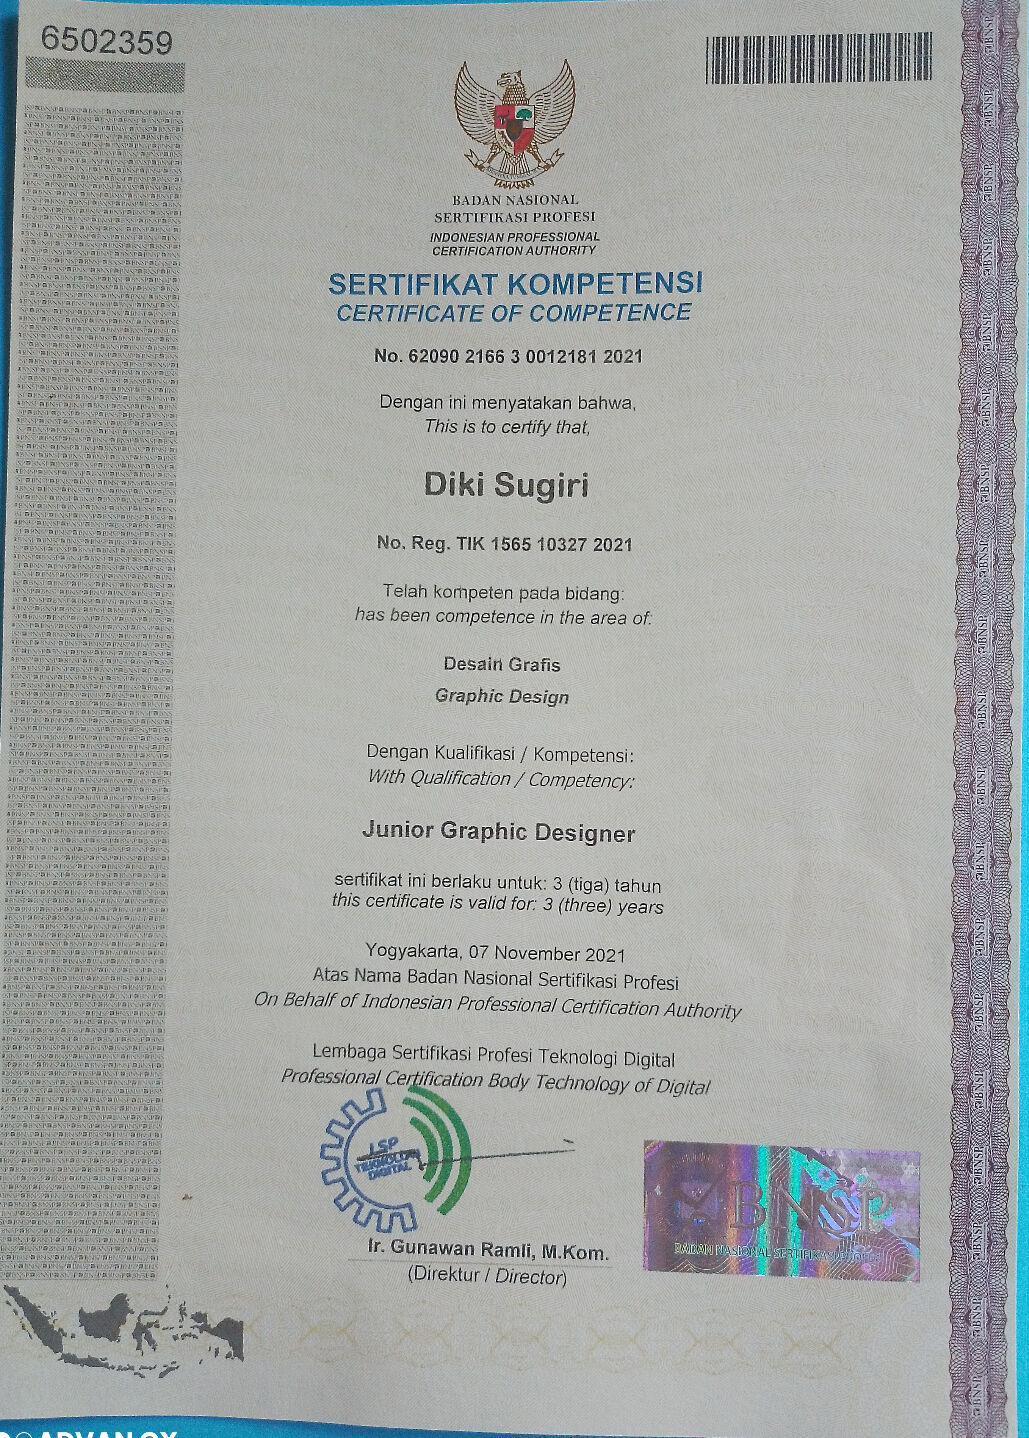 6502359
BADAN NASIONAL
SERTIFIKASI PROFESI
INDONESIAN PROFESSIONAL
CERTIFICATION AUTHORITY
SERTIFIKAT KOMPETENSI
CERTIFICATE OF COMPETENCE
No. 62090 2166 3 0012181 2021
Dengan ini menyatakan bahwa,
This is to certify that,
Diki Sugiri
No. Reg. TIK 1565 10327 2021
Telah kompeten pada bidang:
has been competence in the area of:
Desain Grafis
Graphic Design
Dengan Kualifikasi / Kompetensi:
With Qualification / Competency:
Junior Graphic Designer
sertifikat ini berlaku untuk: 3 (tiga) tahun
this certificate is valid for: 3 (three) years
Yogyakarta, 07 November 2021
Atas Nama Badan Nasional Sertifikasi Profesi
On Behalf of Indonesian Professional Certification Authority
Lembaga Sertifikasi Profesi Teknologi Digital
Professional Certification Body Technology of Digital
LSP
TEKNOLOGI
DIGITAL
BNSP
BADAN NASIONAL SERTIFIKASI
Ir. Gunawan Ramli, M.Kom.
(Direktur / Director)